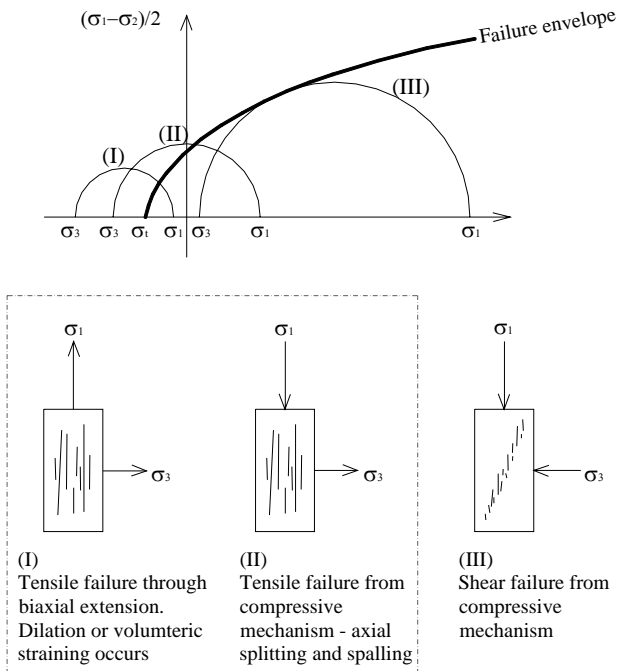 (σ1−σ2)/2
Failure envelope
(III)
(II)
(I)
σ3 σ3 σt σ1 σ3 σ1 σ1
σ1 σ1 σ1
σ3 σ3 σ3
(I)
Tensile failure through
biaxial extension.
Dilation or volumteric
straining occurs
(II)
Tensile failure from
compressive
mechanism - axial
splitting and spalling
(III)
Shear failure from
compressive
mechanism